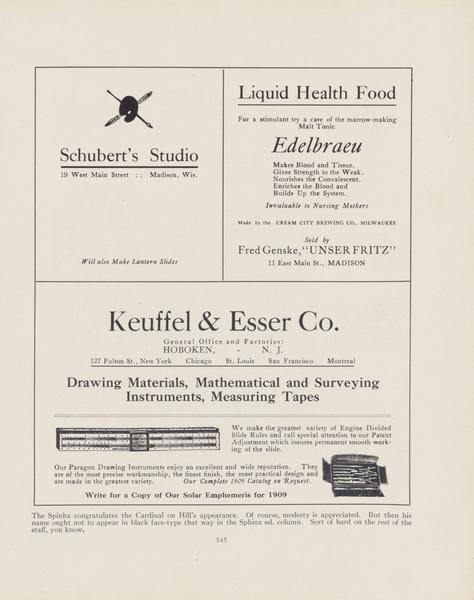 Schubert's Studio
19 West Main Street :: Madison, Wis.
Will also Make Lantern Slides
Liquid Health Food
For a stimulant try a case of the marrow-making
Malt Tonic
Edelbraeu
Makes Blood and Tissue.
Gives Strength to the Weak.
Nourishes the Convalescent.
Enriches the Blood and
Builds Up the System.
Invaluable to Nursing Mothers
Made by the CREAM CITY BREWING CO., MILWAUKEE
Sold by
Fred Genske, "UNSER FRITZ"
11 East Main St., MADISON
Keuffel & Esser Co.
General Office and Factories:
HOBOKEN, - N. J.
127 Fulton St., New York Chicago St. Louis San Francisco Montreal
Drawing Materials, Mathematical and Surveying
Instruments, Measuring Tapes
We make the greatest variety of Engine Divided
Slide Rules and call special attention to our Patent
Adjustment which insures permanent smooth work-
ing of the slide.
Our Paragon Drawing Instruments enjoy an excellent and wide reputation. They
are of the most precise workmanship, the finest finish, the most practical design and
are made in the greatest variety. Our Complete 1909 Catalog on Request.
Write for a Copy of Our Solar Emphemeris for 1909
The Spinhx congratulates the Cardinal on Hill's appearance. Of course, modesty is appreciated. But then his
name ought not to appear in black face-type that way in the Sphinx ed. column. Sort of hard on the rest of the
staff, you know.
545